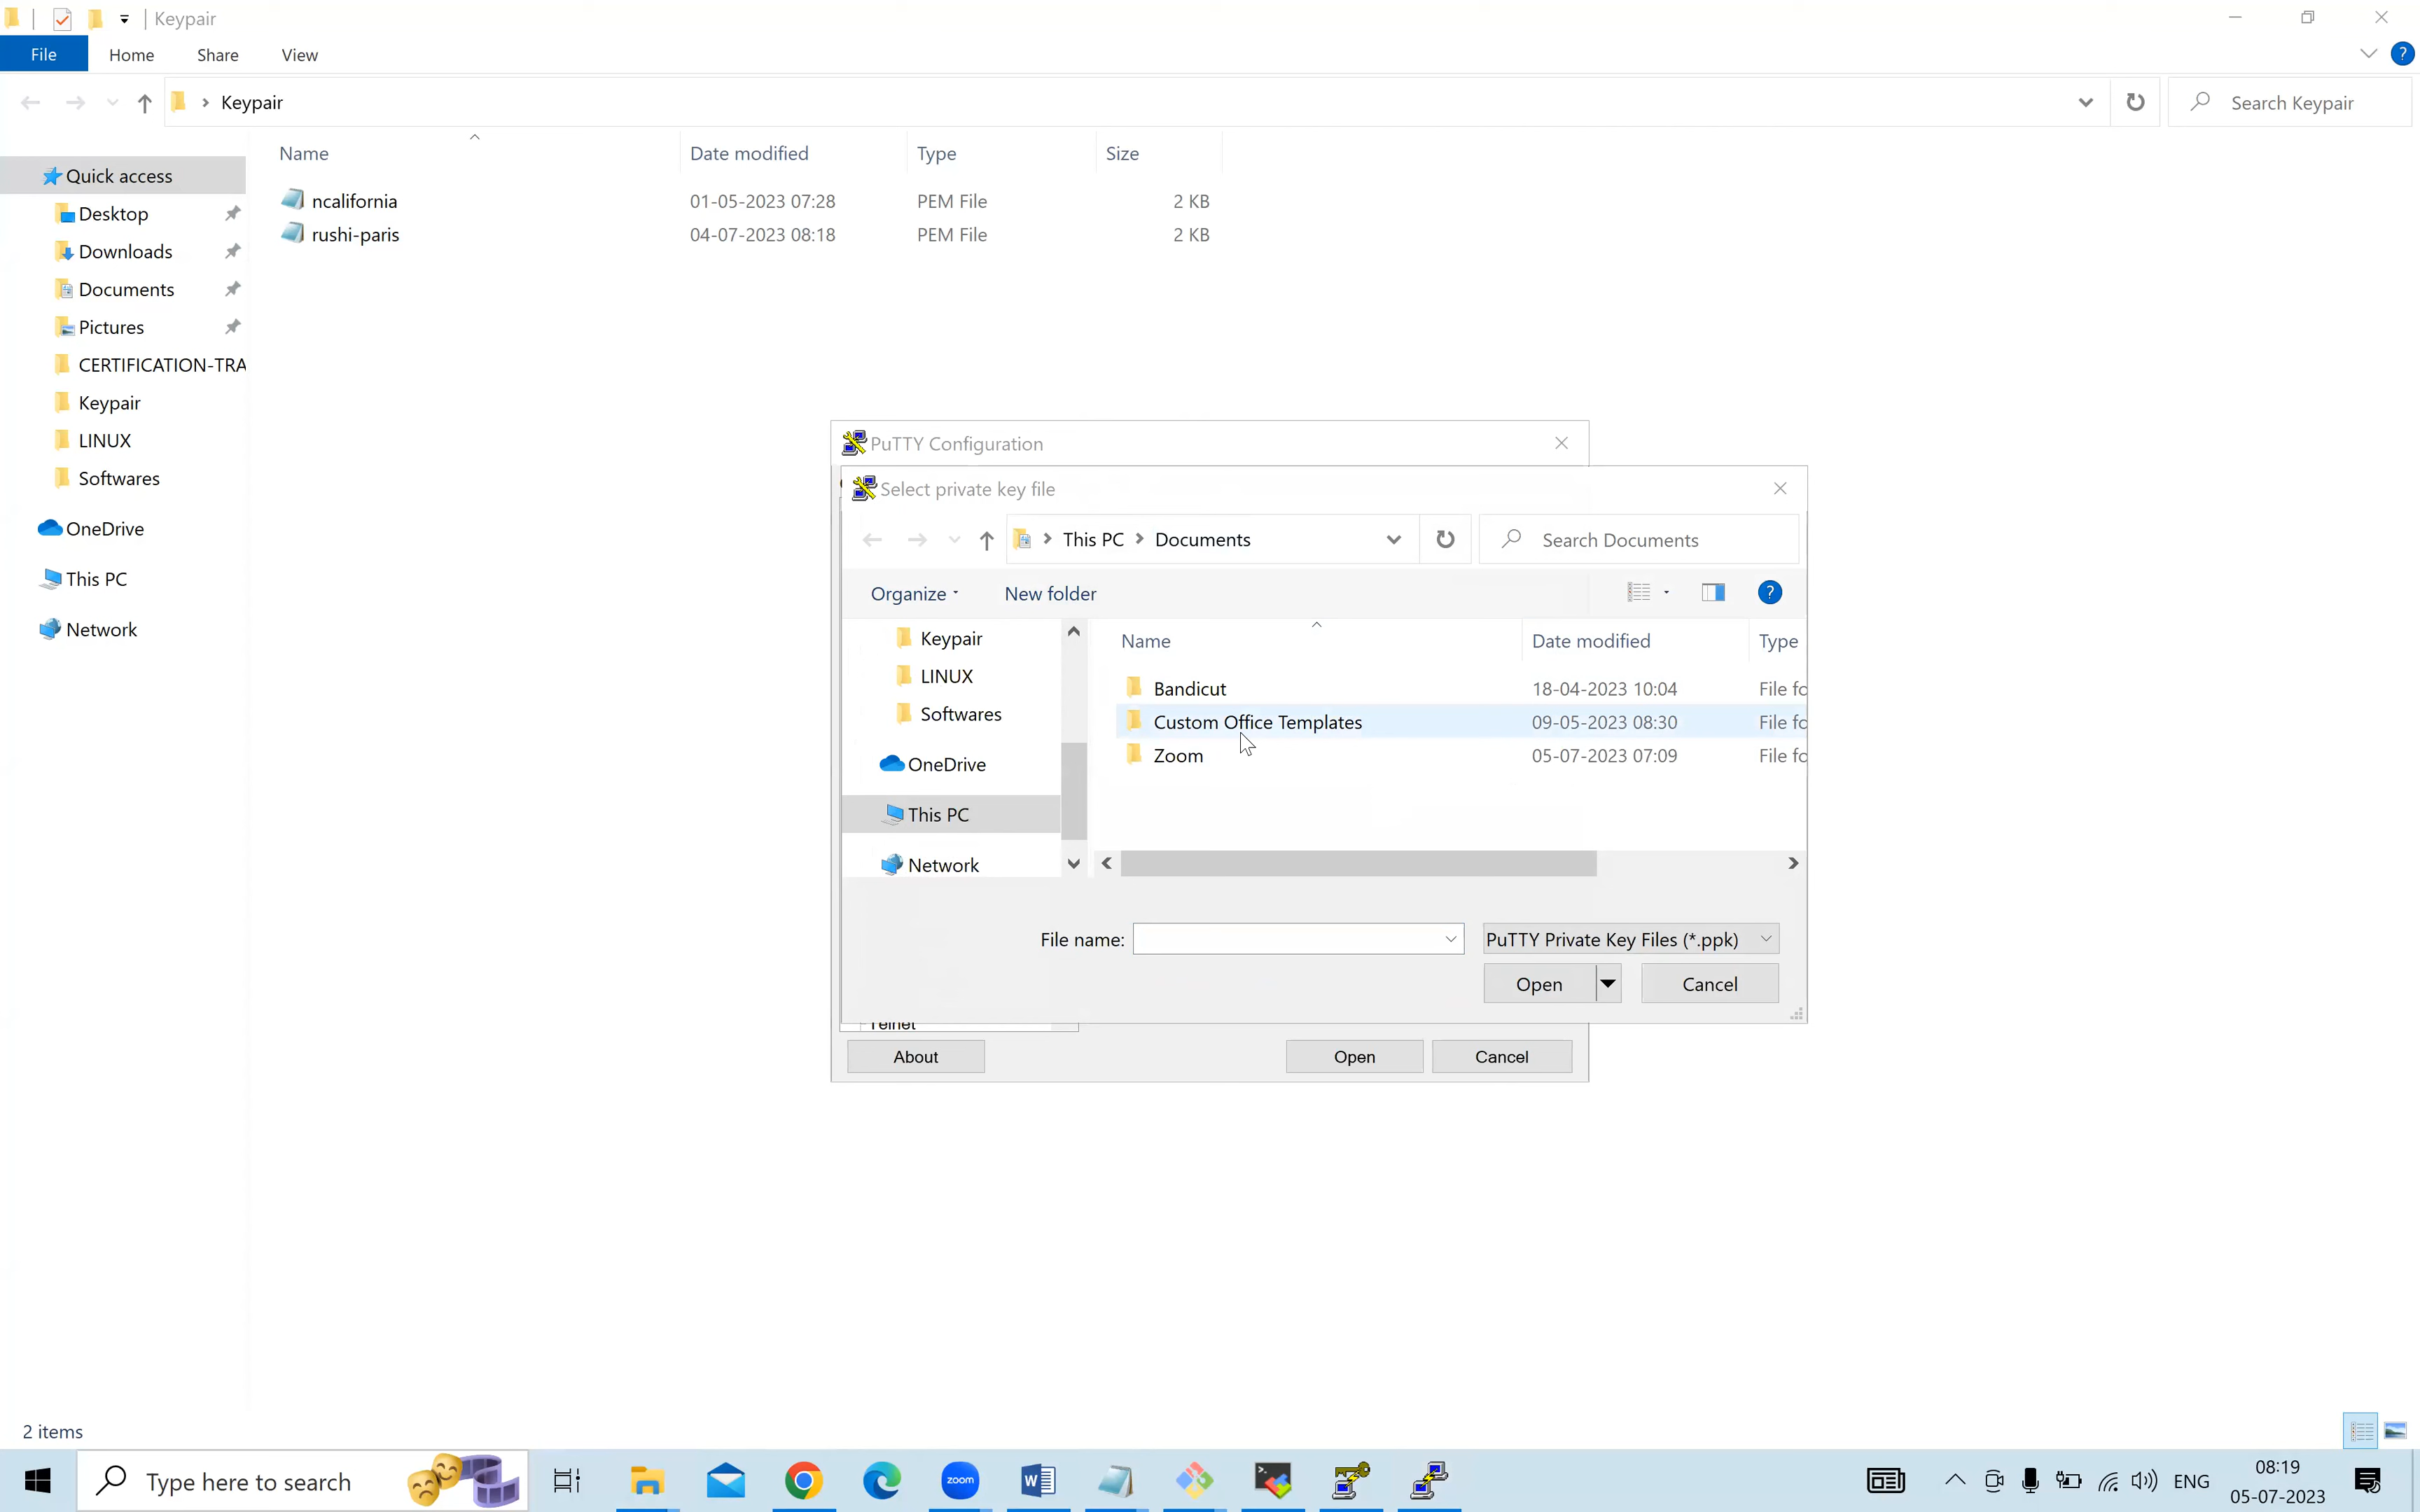 Keypair
File Home Share View
Keypair
Search Keypair
Name Date modified Type Size
ncalifornia 01-05-2023 07:28 PEM File 2 KB
rushi-paris 04-07-2023 08:18 PEM File 2 KB
Quick access
Desktop
Downloads
Documents
Pictures
CERTIFICATION-TRA
Keypair
LINUX
Softwares
OneDrive
This PC
Network
PuTTY Configuration
Select private key file
This PC Documents
Search Documents
Organize New folder
Keypair
LINUX
Softwares
OneDrive
This PC
Network
Name Date modified Type
Bandicut 18-04-2023 10:04 File fo
Custom Office Templates 09-05-2023 08:30 File fo
Zoom 05-07-2023 07:09 File fo
File name:
PuTTY Private Key Files (*.ppk)
Open Cancel
Telnet
About Open Cancel
2 items
Type here to search
zoom
ENG
08:19
05-07-2023